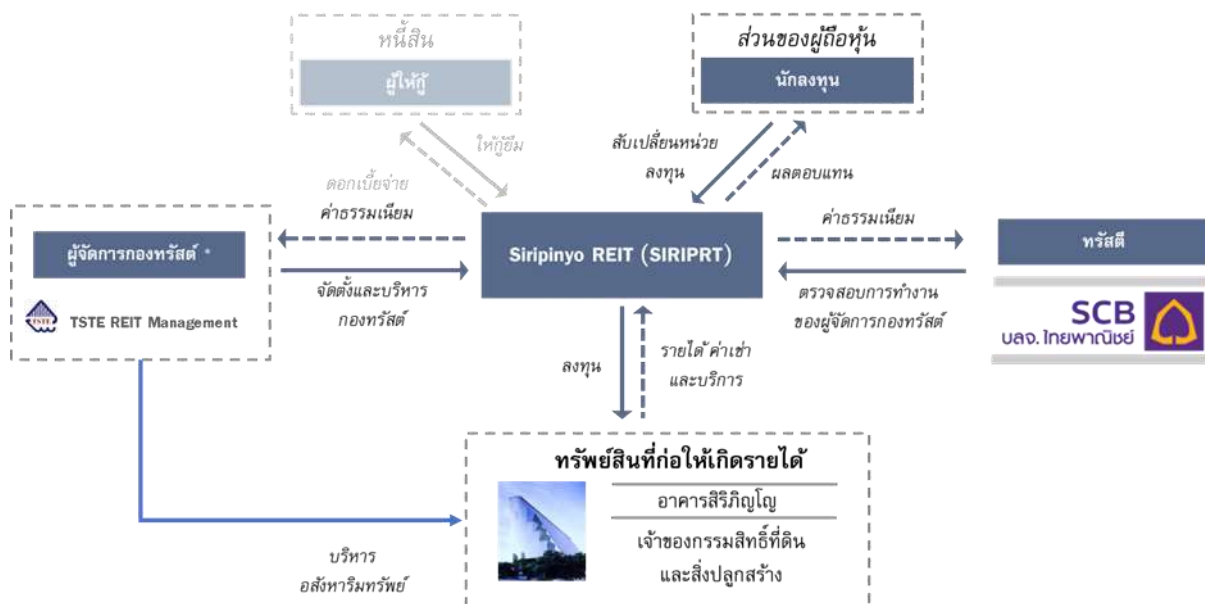 หนี้สิน
ผู้ให้กู้
ส่วนของผู้ถือหุ้น
นักลงทุน
ให้กู้ยืม
ดอกเบี้ยจ่าย
สับเปลี่ยนหน่วย
ลงทุน
ผลตอบแทน
ผู้จัดการกองทรัสต์ *
TSTE
TSTE REIT Management
ค่าธรรมเนียม
จัดตั้งและบริหาร
กองทรัสต์
Siripinyo REIT (SIRIPRT)
ค่าธรรมเนียม
ตรวจสอบการทำงาน
ของผู้จัดการกองทรัสต์
ทรัสตี
SCB
บลจ. ไทยพาณิชย์
ลงทุน
รายได้ ค่าเช่า
และบริการ
ทรัพย์สินที่ก่อให้เกิดรายได้
อาคารสิริภิญโญ
เจ้าของกรรมสิทธิ์ที่ดิน
และสิ่งปลูกสร้าง
บริหาร
อสังหาริมทรัพย์